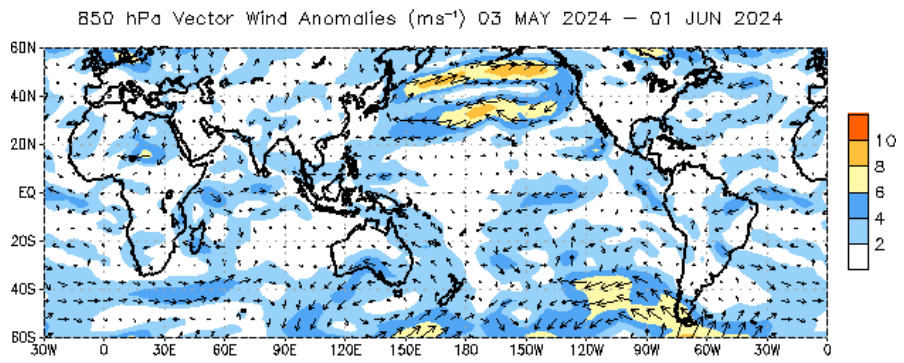 850 hPa Vector Wind Anomalies (ms⁻¹) 03 MAY 2024 – 01 JUN 2024
60N
40N
20N
EQ
20S
40S
60S
30W 0 30E 60E 90E 120E 150E 180 150W 120W 90W 60W 30W 0
10
8
6
4
2